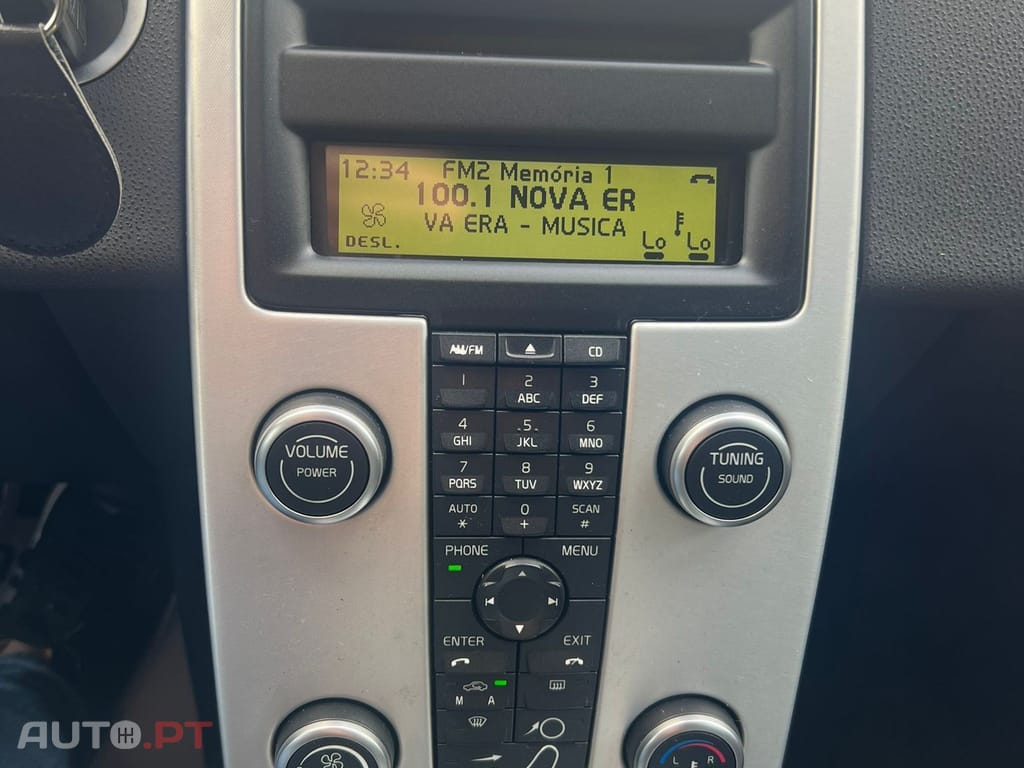 12:34 FM2 Memória 1
100.1 NOVA ER
VA ERA - MUSICA
DESL. Lo Lo
AM/FM CD
1 2 3
ABC DEF
4 5 6
GHI JKL MNO
7 8 9
PQRS TUV WXYZ
AUTO 0 SCAN
* + #
VOLUME
POWER
TUNING
SOUND
PHONE MENU
ENTER EXIT
M A
L R
AUTO.PT